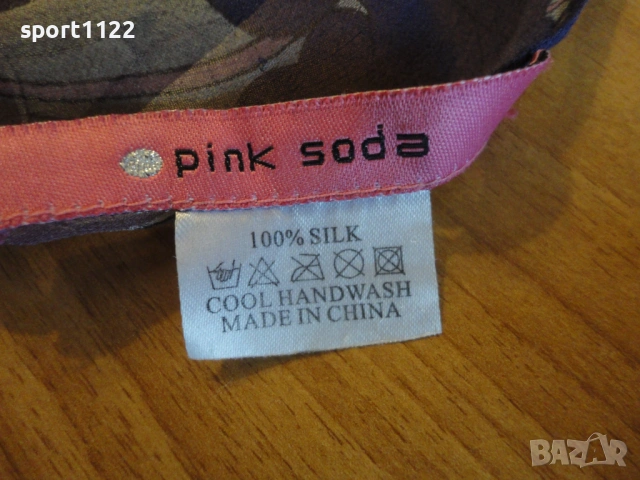 sport1122
pink soda
100% SILK
COOL HANDWASH
MADE IN CHINA
BAZAR